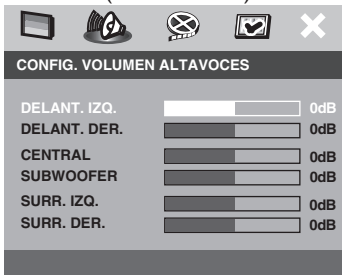 CONFIG. VOLUMEN ALTAVOCES
DELANT. IZQ. 0dB
DELANT. DER. 0dB
CENTRAL 0dB
SUBWOOFER 0dB
SURR. IZQ. 0dB
SURR. DER. 0dB